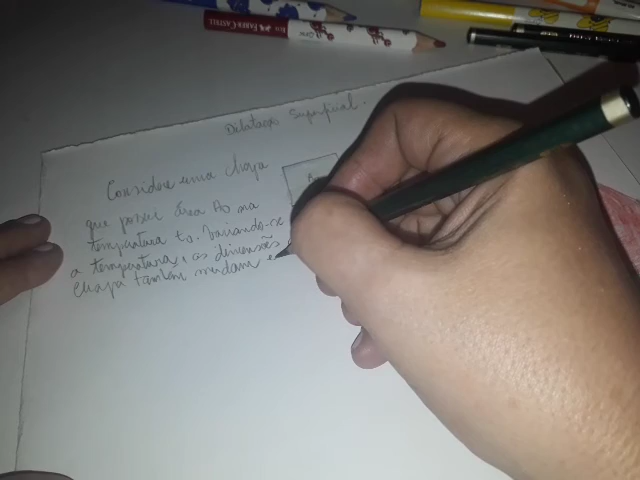 FABER-CASTELL
Dilatação Superficial.
Considere uma chapa
que possui área A0 na
temperatura t0. Variando-se
a temperatura, as dimensões
chapa também mudam e